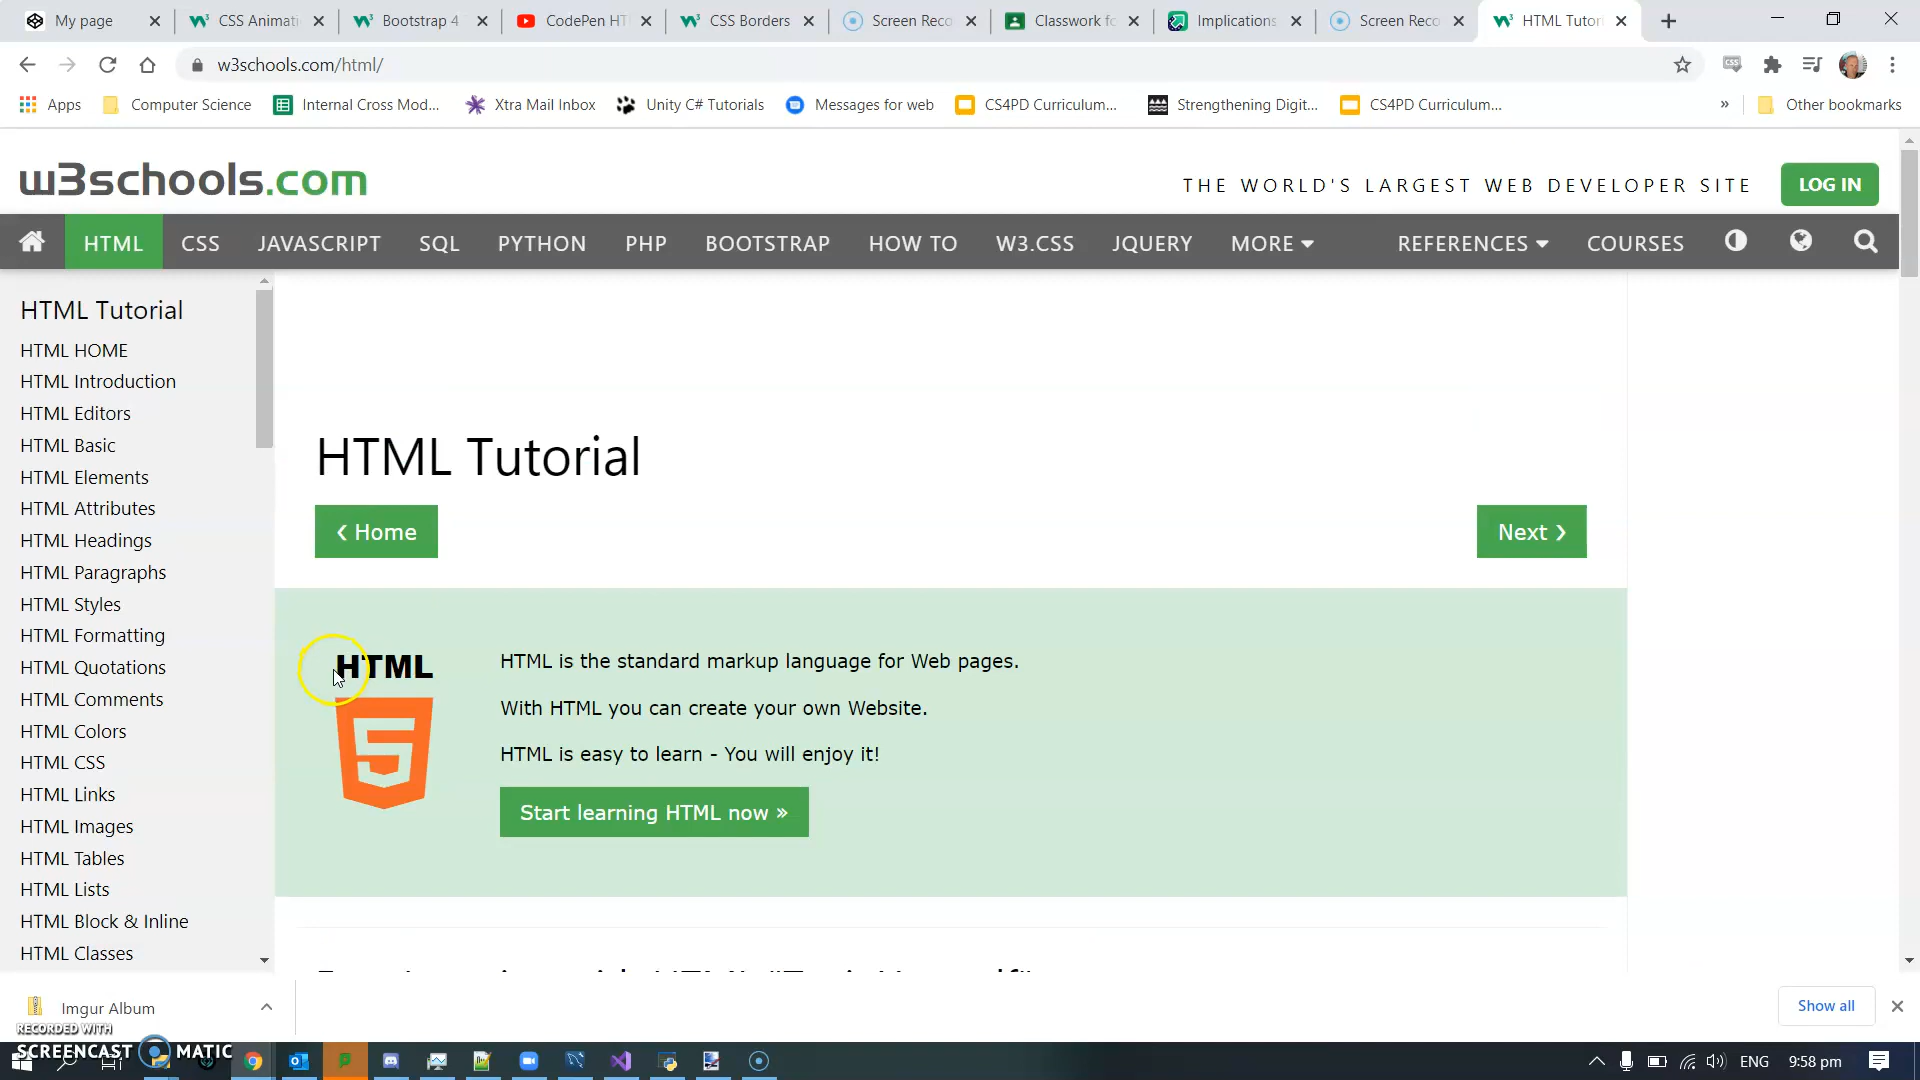 My page
CSS Animati
Bootstrap 4
CodePen HT
CSS Borders
Screen Reco
Classwork fo
Implications
Screen Reco
HTML Tutor
w3schools.com/html/
Apps
Computer Science
Internal Cross Mod...
Xtra Mail Inbox
Unity C# Tutorials
Messages for web
CS4PD Curriculum...
Strengthening Digit...
CS4PD Curriculum...
»
Other bookmarks
w3schools.com
THE WORLD'S LARGEST WEB DEVELOPER SITE
LOG IN
HTML CSS JAVASCRIPT SQL PYTHON PHP BOOTSTRAP HOW TO W3.CSS JQUERY MORE REFERENCES COURSES
HTML Tutorial
HTML HOME
HTML Introduction
HTML Editors
HTML Basic
HTML Elements
HTML Attributes
HTML Headings
HTML Paragraphs
HTML Styles
HTML Formatting
HTML Quotations
HTML Comments
HTML Colors
HTML CSS
HTML Links
HTML Images
HTML Tables
HTML Lists
HTML Block & Inline
HTML Classes
HTML Tutorial
❮ Home
Next ❯
HTML
5
HTML is the standard markup language for Web pages.
With HTML you can create your own Website.
HTML is easy to learn - You will enjoy it!
Start learning HTML now »
Imgur Album
Show all
RECORDED WITH
SCREENCAST MATIC
ENG
9:58 pm